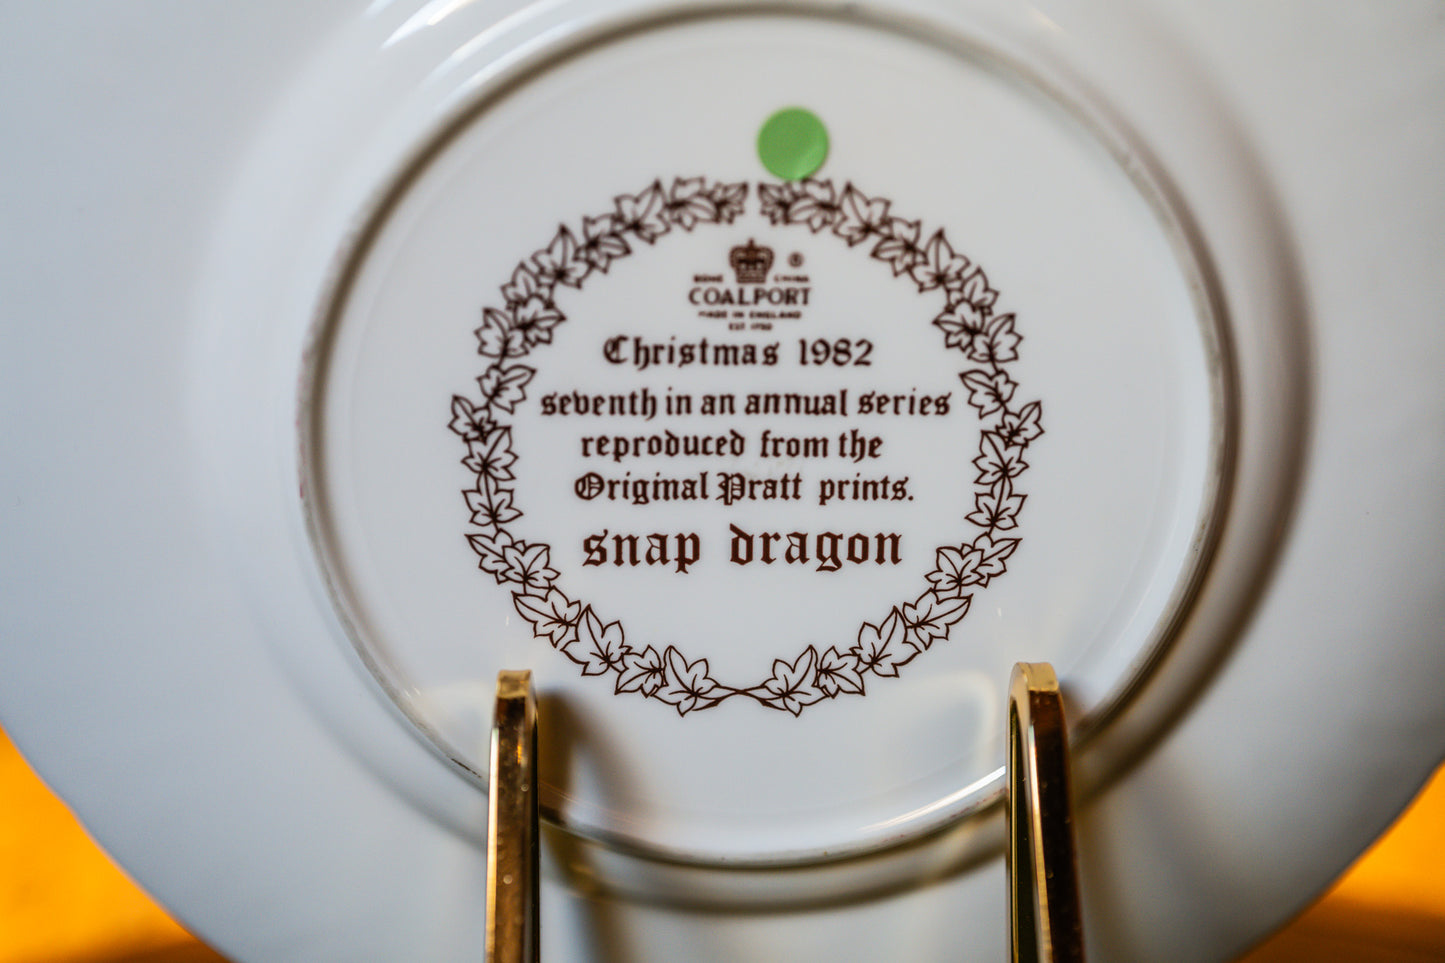 ®
BONE CHINA
COALPORT
MADE IN ENGLAND
EST. 1750
Christmas 1982
seventh in an annual series
reproduced from the
Original Pratt prints.
snap dragon